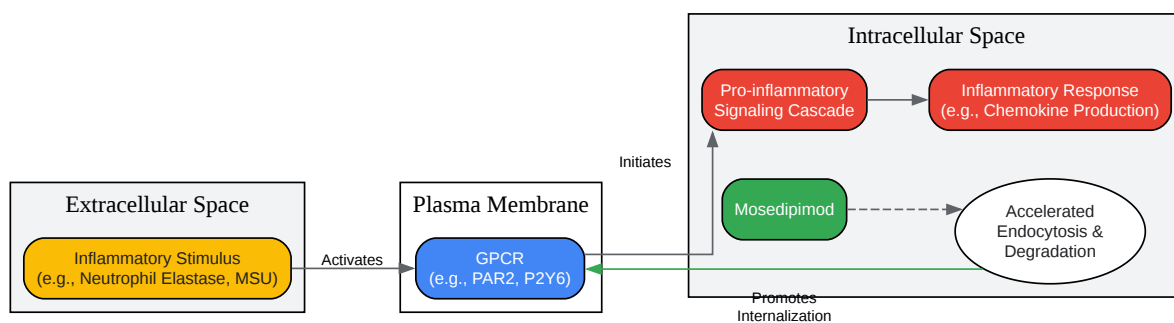 Intracellular Space
Pro-inflammatory
Signaling Cascade
Inflammatory Response
(e.g., Chemokine Production)
Initiates
Extracellular Space
Plasma Membrane
Mosedipimod
Accelerated
Endocytosis &
Degradation
Inflammatory Stimulus
(e.g., Neutrophil Elastase, MSU)
Activates
GPCR
(e.g., PAR2, P2Y6)
Promotes
Internalization